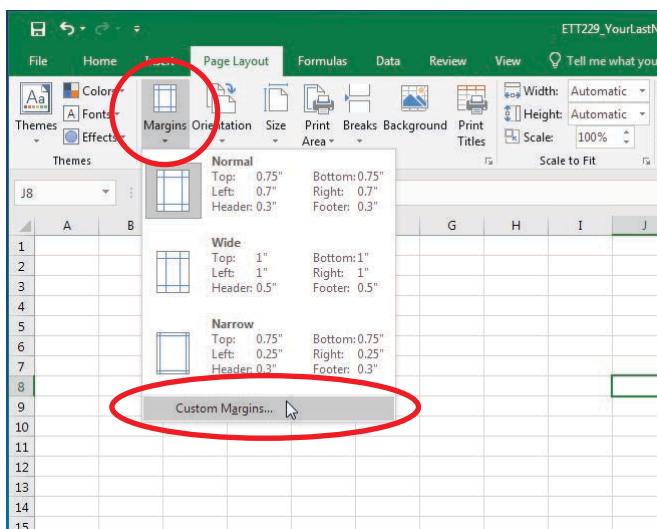 ETT229_YourLastN
File Home Insert Page Layout Formulas Data Review View Tell me what you
Aa
Themes
Colors
Fonts
Effects
Margins
Orientation
Size
Print Area
Breaks
Background
Print Titles
Width: Automatic
Height: Automatic
Scale: 100%
Themes
Scale to Fit
J8
Normal
Top: 0.75" Bottom: 0.75"
Left: 0.7" Right: 0.7"
Header: 0.3" Footer: 0.3"
Wide
Top: 1" Bottom: 1"
Left: 1" Right: 1"
Header: 0.5" Footer: 0.5"
Narrow
Top: 0.75" Bottom: 0.75"
Left: 0.25" Right: 0.25"
Header: 0.3" Footer: 0.3"
Custom Margins...
A B G H I J
1
2
3
4
5
6
7
8
9
10
11
12
13
14
15